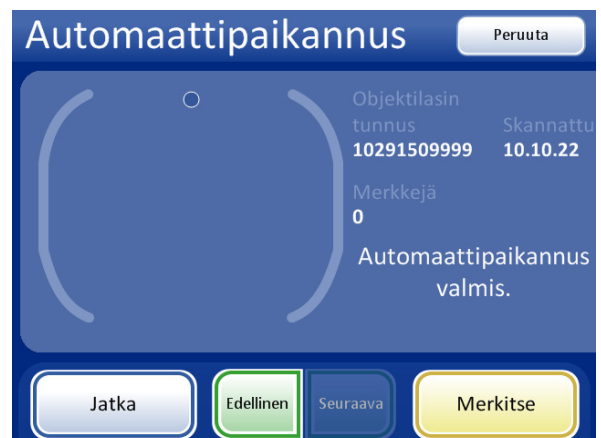 Automaattipaikannus
Peruuta
Objektilasin
tunnus
Skannattu
10291509999
10.10.22
Merkkejä
0
Automaattipaikannus
valmis.
Jatka
Edellinen
Seuraava
Merkitse